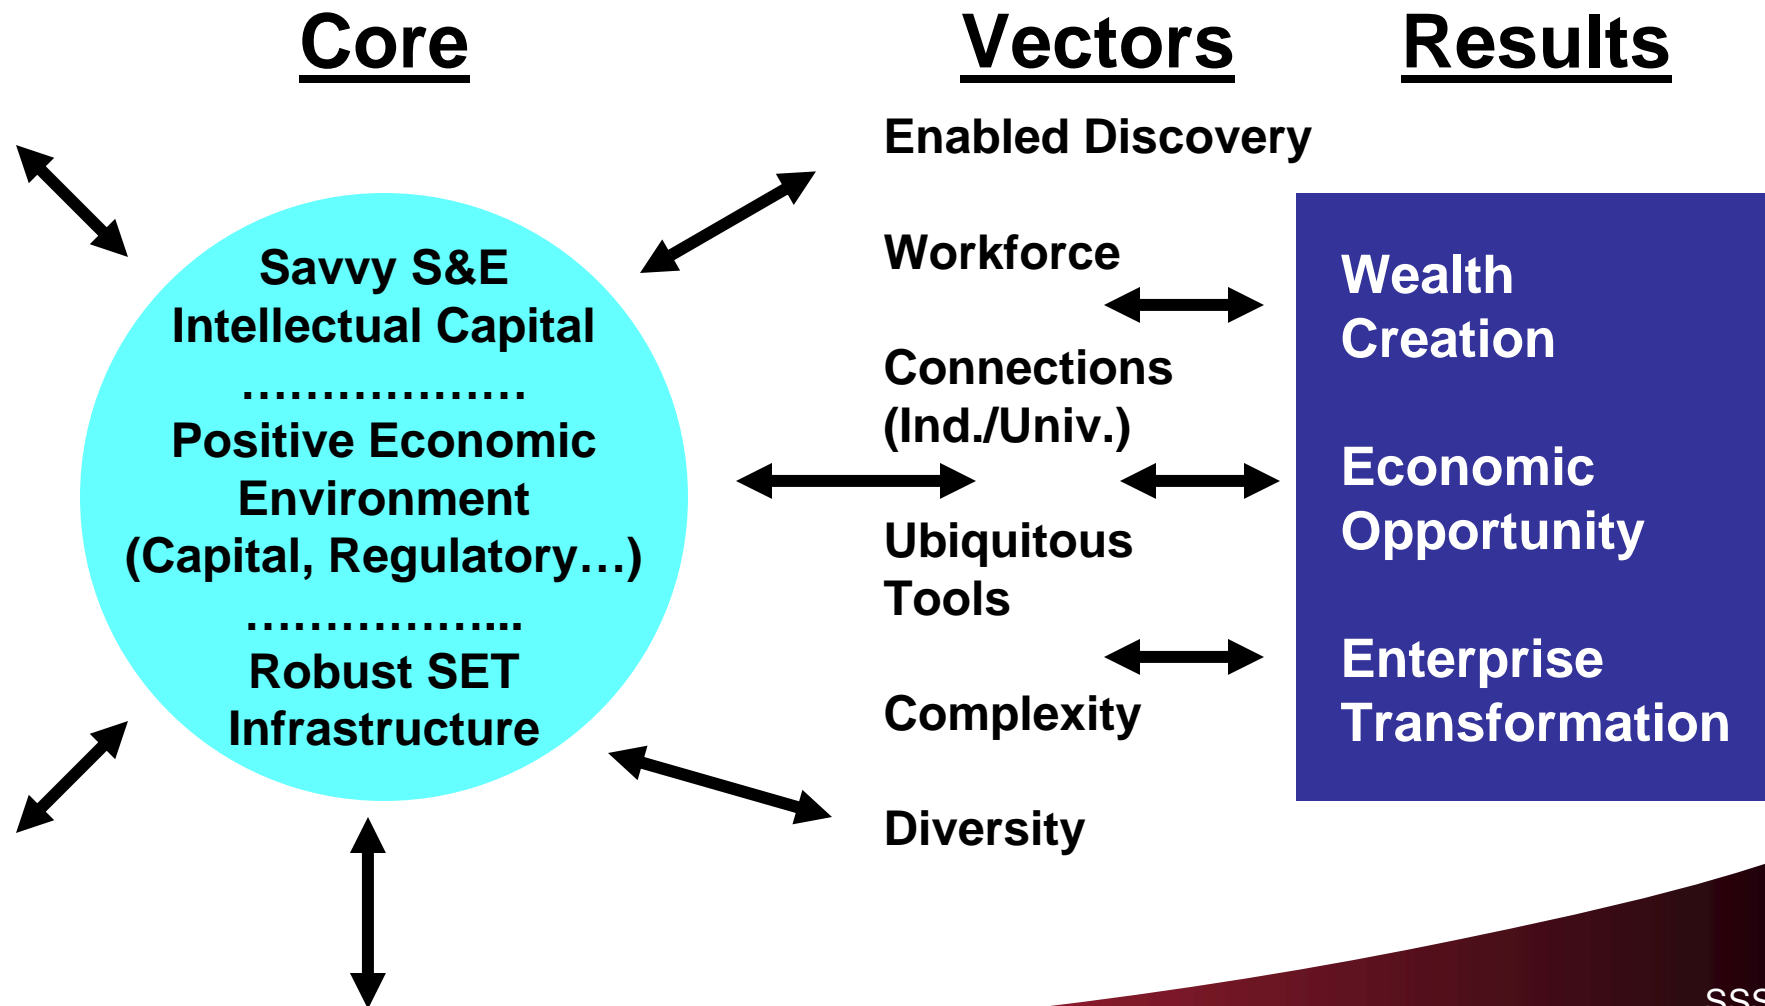 Core
Vectors
Results
Savvy S&E
Intellectual Capital
………………
Positive Economic
Environment
(Capital, Regulatory…)
……………...
Robust SET
Infrastructure
Enabled Discovery
Workforce
Connections
(Ind./Univ.)
Ubiquitous
Tools
Complexity
Diversity
Wealth
Creation
Economic
Opportunity
Enterprise
Transformation